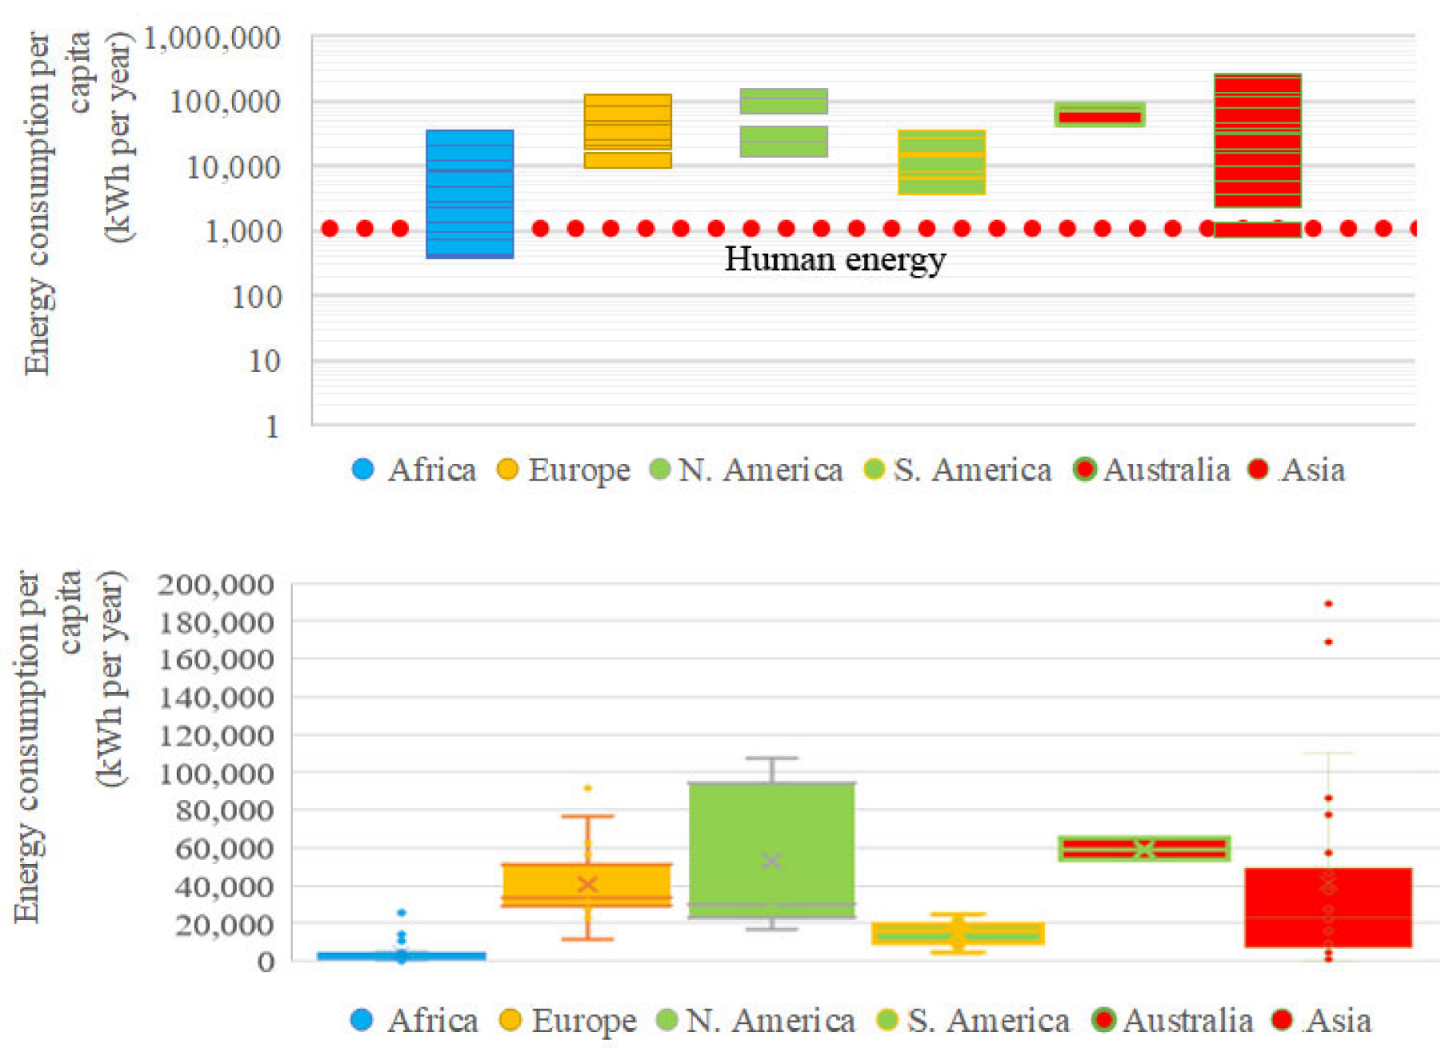 Energy consumption per
capita
(kWh per year)
1,000,000
100,000
10,000
1,000
100
10
1
Human energy
Africa Europe N. America S. America Australia Asia
Energy consumption per
capita
(kWh per year)
200,000
180,000
160,000
140,000
120,000
100,000
80,000
60,000
40,000
20,000
0
Africa Europe N. America S. America Australia Asia